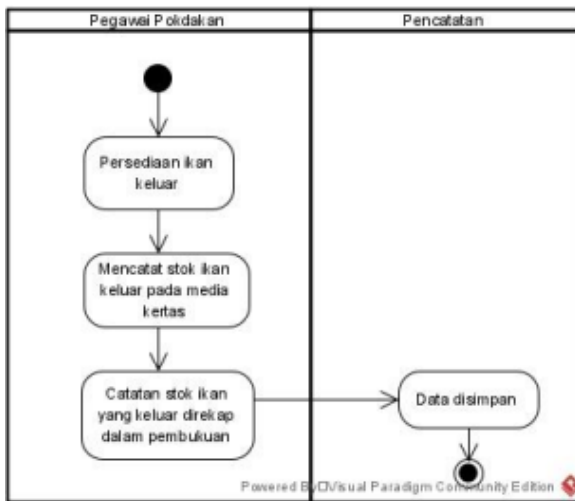 Pegawai Pokdakan
Pencatatan
Persediaan ikan
keluar
Mencatat stok ikan
keluar pada media
kertas
Catatan stok ikan
yang keluar direkap
dalam pembukuan
Data disimpan
Powered By□Visual Paradigm Community Edition